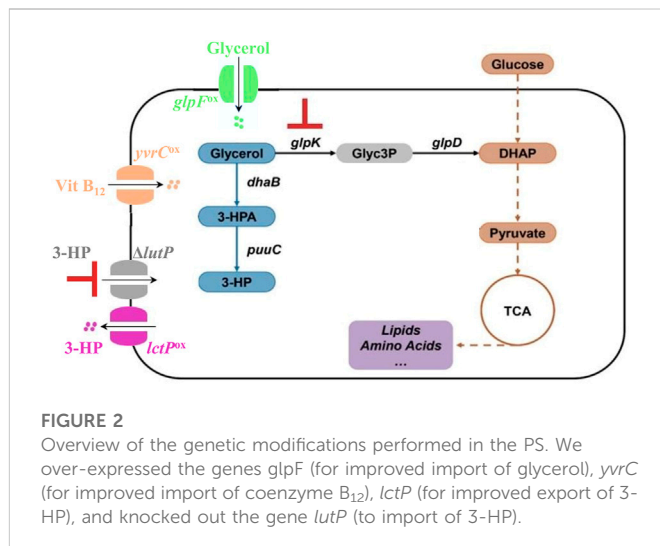 Glycerol
glpF^ox
Glucose
yvrC^ox
Vit B₁₂
Glycerol
glpK
Glyc3P
glpD
DHAP
dhaB
3-HPA
puuC
3-HP
3-HP
ΔlutP
3-HP
lctP^ox
Pyruvate
TCA
Lipids
Amino Acids
...
FIGURE 2
Overview of the genetic modifications performed in the PS. We
over-expressed the genes glpF (for improved import of glycerol), yvrC
(for improved import of coenzyme B₁₂), lctP (for improved export of 3-
HP), and knocked out the gene lutP (to import of 3-HP).